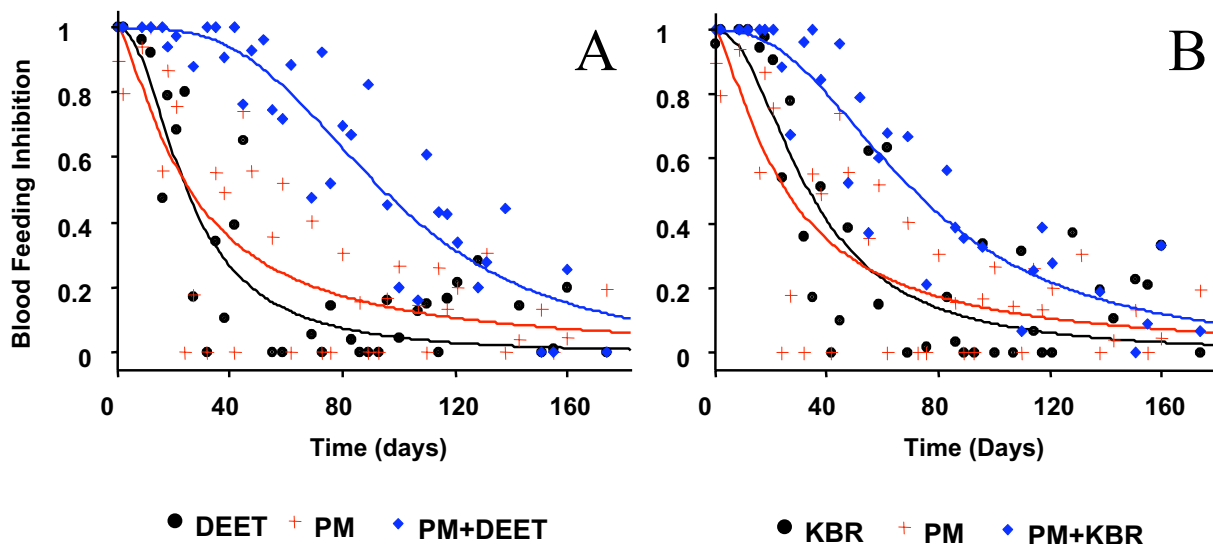 A
B
Blood Feeding Inhibition
1
0.8
0.6
0.4
0.2
0
0 40 80 120 160
Time (days)
1
0.8
0.6
0.4
0.2
0
0 40 80 120 160
Time (Days)
DEET PM PM+DEET
KBR PM PM+KBR